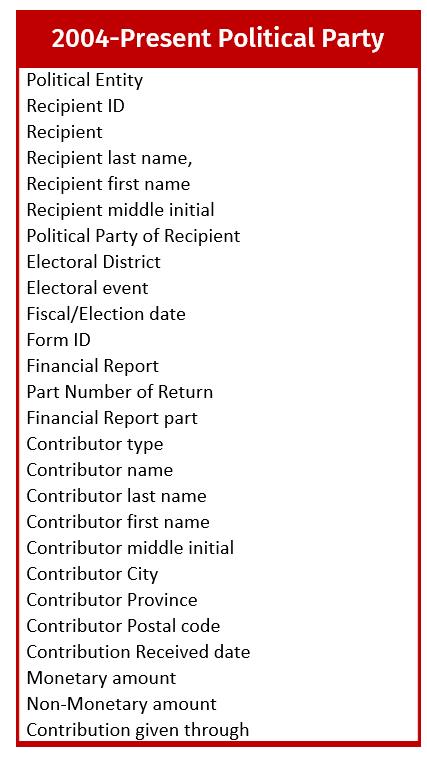 2004-Present Political Party
Political Entity
Recipient ID
Recipient
Recipient last name,
Recipient first name
Recipient middle initial
Political Party of Recipient
Electoral District
Electoral event
Fiscal/Election date
Form ID
Financial Report
Part Number of Return
Financial Report part
Contributor type
Contributor name
Contributor last name
Contributor first name
Contributor middle initial
Contributor City
Contributor Province
Contributor Postal code
Contribution Received date
Monetary amount
Non-Monetary amount
Contribution given through